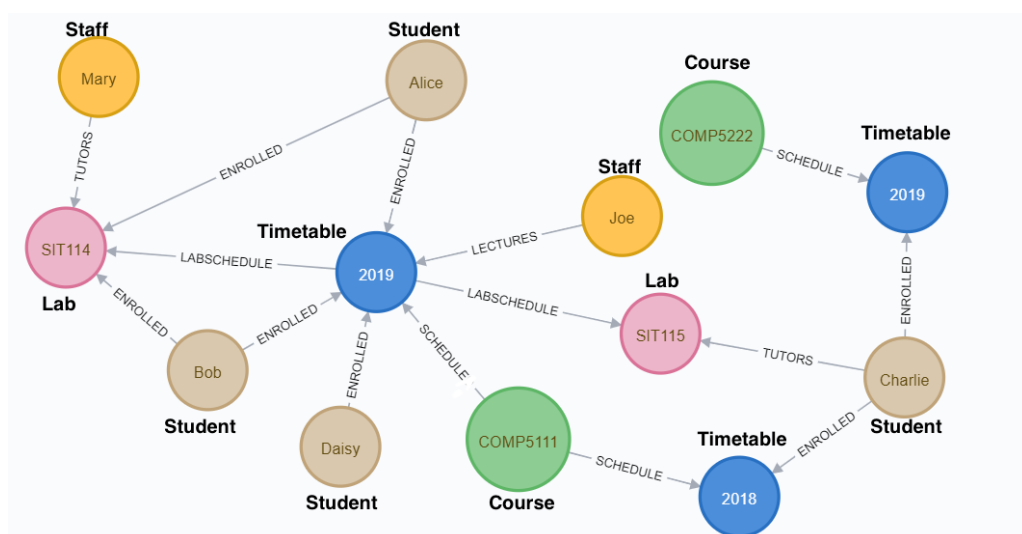 Staff
Mary
Student
Alice
Course
COMP5222
Timetable
2019
SCHEDULE
TUTORS
ENROLLED
ENROLLED
Staff
Joe
LECTURES
SIT114
Lab
Timetable
2019
LABSCHEDULE
LABSCHEDULE
Lab
SIT115
ENROLLED
ENROLLED
ENROLLED
ENROLLED
SCHEDULE
TUTORS
Bob
Student
Charlie
Student
Daisy
Student
COMP5111
Course
SCHEDULE
ENROLLED
Timetable
2018